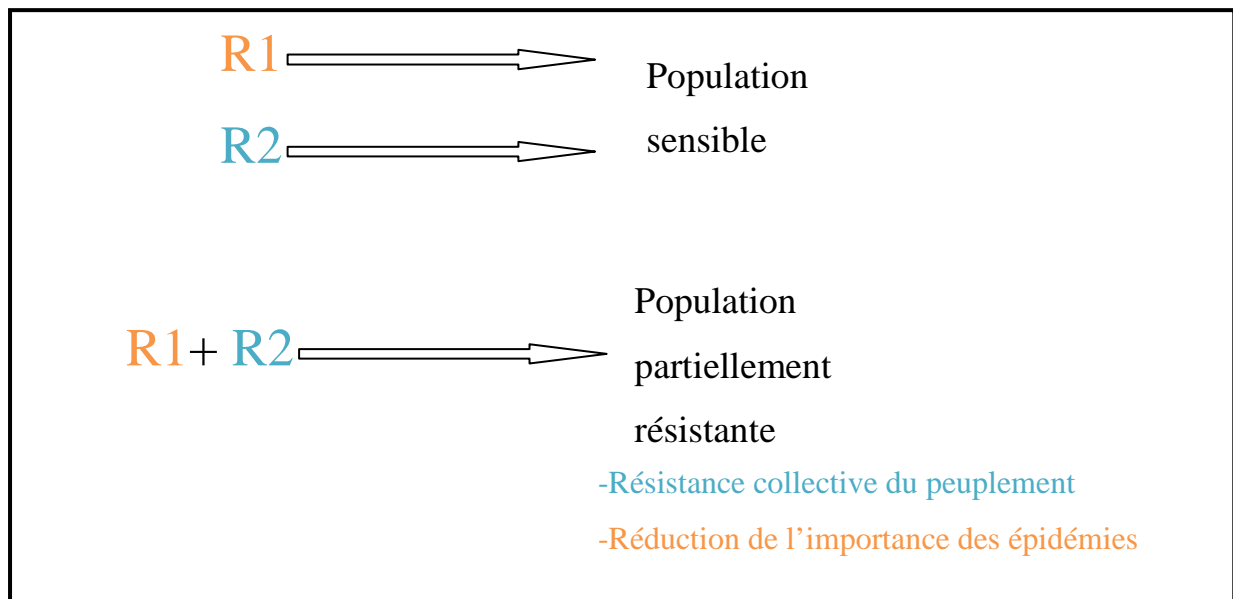 R1
Population
sensible
R2
Population
partiellement
résistante
R1+ R2
-Résistance collective du peuplement
-Réduction de l’importance des épidémies